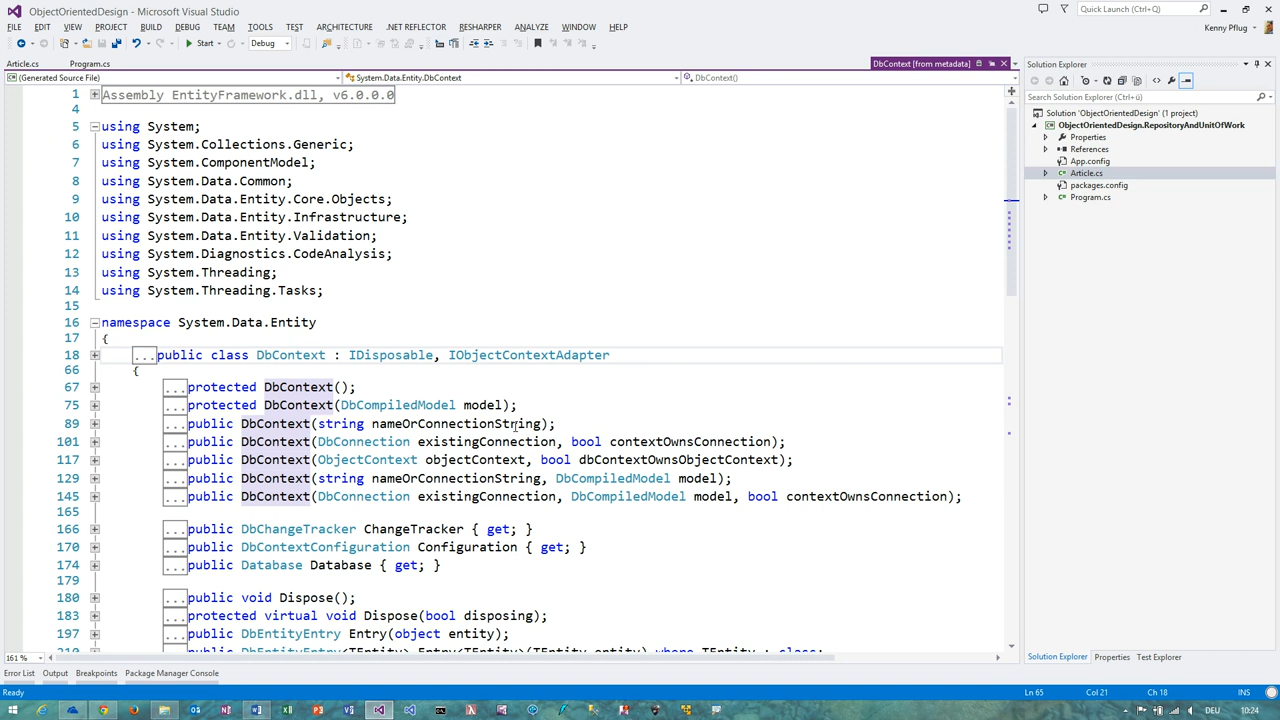 ObjectOrientedDesign - Microsoft Visual Studio
Quick Launch (Ctrl+Q)
FILE EDIT VIEW PROJECT BUILD DEBUG TEAM TOOLS TEST ARCHITECTURE .NET REFLECTOR RESHARPER ANALYZE WINDOW HELP
Kenny Pflug
Start
Debug
Article.cs Program.cs
DbContext [from metadata]
(Generated Source File)
System.Data.Entity.DbContext
DbContext()
1 Assembly EntityFramework.dll, v6.0.0.0
4
5 using System;
6 using System.Collections.Generic;
7 using System.ComponentModel;
8 using System.Data.Common;
9 using System.Data.Entity.Core.Objects;
10 using System.Data.Entity.Infrastructure;
11 using System.Data.Entity.Validation;
12 using System.Diagnostics.CodeAnalysis;
13 using System.Threading;
14 using System.Threading.Tasks;
15
16 namespace System.Data.Entity
17 {
18 ...public class DbContext : IDisposable, IObjectContextAdapter
66 {
67 ...protected DbContext();
75 ...protected DbContext(DbCompiledModel model);
89 ...public DbContext(string nameOrConnectionString);
101 ...public DbContext(DbConnection existingConnection, bool contextOwnsConnection);
117 ...public DbContext(ObjectContext objectContext, bool dbContextOwnsObjectContext);
129 ...public DbContext(string nameOrConnectionString, DbCompiledModel model);
145 ...public DbContext(DbConnection existingConnection, DbCompiledModel model, bool contextOwnsConnection);
165
166 ...public DbChangeTracker ChangeTracker { get; }
170 ...public DbContextConfiguration Configuration { get; }
174 ...public Database Database { get; }
179
180 ...public void Dispose();
183 ...protected virtual void Dispose(bool disposing);
197 ...public DbEntityEntry Entry(object entity);
210 ...public DbEntityEntry<TEntity> Entry<TEntity>(TEntity entity) where TEntity : class;
161 %
Solution Explorer
Search Solution Explorer (Ctrl+ü)
Solution 'ObjectOrientedDesign' (1 project)
ObjectOrientedDesign.RepositoryAndUnitOfWork
Properties
References
App.config
Article.cs
packages.config
Program.cs
Solution Explorer Properties Test Explorer
Error List Output Breakpoints Package Manager Console
Ready
Ln 65 Col 21 Ch 18 INS
DEU 10:24